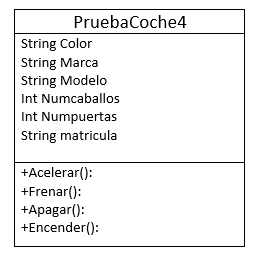 PruebaCoche4
String Color
String Marca
String Modelo
Int Numcaballos
Int Numpuertas
String matricula
+Acelerar():
+Frenar():
+Apagar():
+Encender():